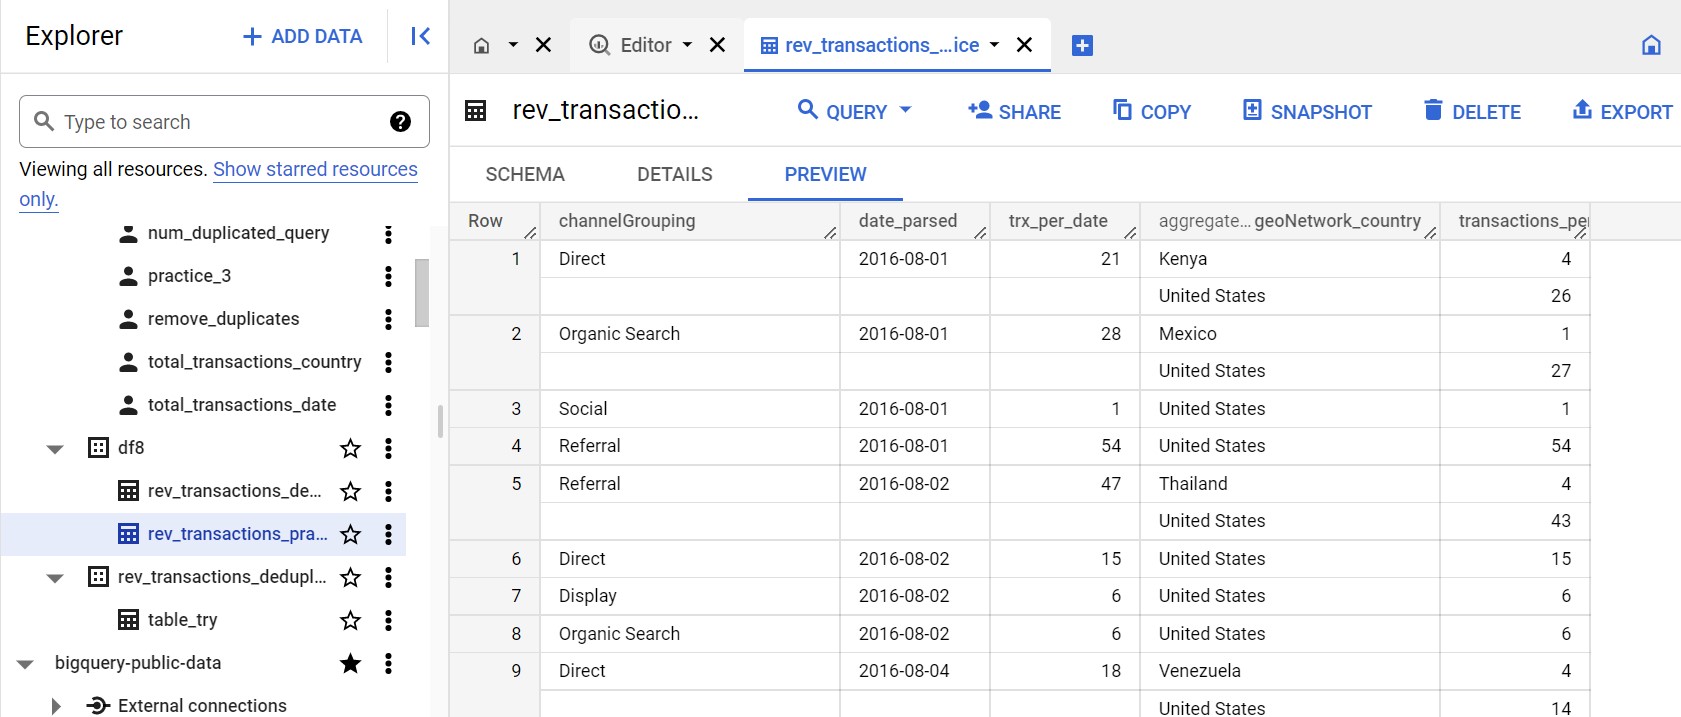 Explorer
ADD DATA
Type to search
Viewing all resources. Show starred resources
only.
num_duplicated_query
practice_3
remove_duplicates
total_transactions_country
total_transactions_date
df8
rev_transactions_de...
rev_transactions_pra...
rev_transactions_dedupl...
table_try
bigquery-public-data
External connections
Editor
rev_transactions_...ice
rev_transactio...
QUERY
SHARE
COPY
SNAPSHOT
DELETE
EXPORT
SCHEMA DETAILS PREVIEW
Row channelGrouping date_parsed trx_per_date aggregate... geoNetwork_country transactions_per
1 Direct 2016-08-01 21 Kenya 4
United States 26
2 Organic Search 2016-08-01 28 Mexico 1
United States 27
3 Social 2016-08-01 1 United States 1
4 Referral 2016-08-01 54 United States 54
5 Referral 2016-08-02 47 Thailand 4
United States 43
6 Direct 2016-08-02 15 United States 15
7 Display 2016-08-02 6 United States 6
8 Organic Search 2016-08-02 6 United States 6
9 Direct 2016-08-04 18 Venezuela 4
United States 14